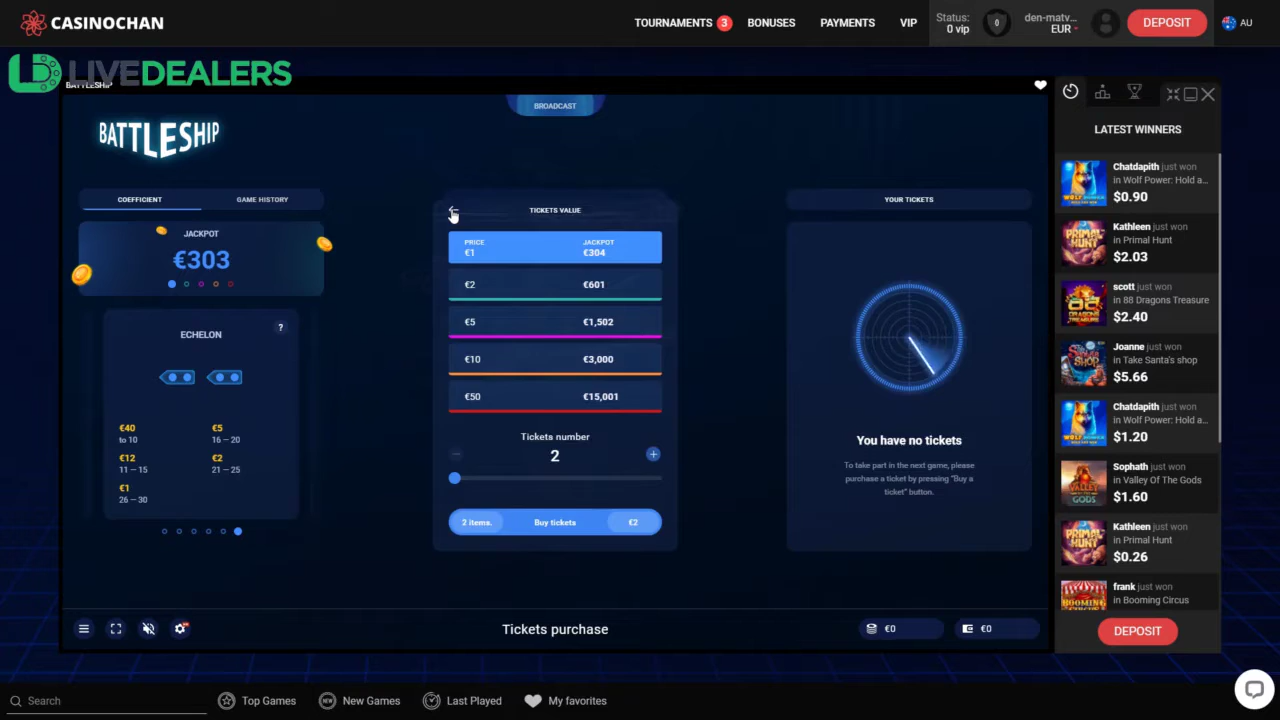 CASINOCHAN
TOURNAMENTS 3
BONUSES
PAYMENTS
VIP
Status:
0 vip
0
den-matv...
EUR
DEPOSIT
AU
LIVEDEALERS
BATTLESHIP
BROADCAST
BATTLESHIP
COEFFICIENT
GAME HISTORY
JACKPOT
€303
ECHELON
?
€40
to 10
€5
16 — 20
€12
11 — 15
€2
21 — 25
€1
26 — 30
TICKETS VALUE
PRICE
€1
JACKPOT
€304
€2
€601
€5
€1,502
€10
€3,000
€50
€15,001
Tickets number
2
2 items.
Buy tickets
€2
YOUR TICKETS
You have no tickets
To take part in the next game, please
purchase a ticket by pressing "Buy a
ticket" button.
Tickets purchase
€0
€0
LATEST WINNERS
Chatdapith just won
in Wolf Power: Hold a...
$0.90
Kathleen just won
in Primal Hunt
$2.03
scott just won
in 88 Dragons Treasure
$2.40
Joanne just won
in Take Santa's shop
$5.66
Chatdapith just won
in Wolf Power: Hold a...
$1.20
Sophath just won
in Valley Of The Gods
$1.60
Kathleen just won
in Primal Hunt
$0.26
frank just won
in Booming Circus
DEPOSIT
Search
Top Games
New Games
Last Played
My favorites